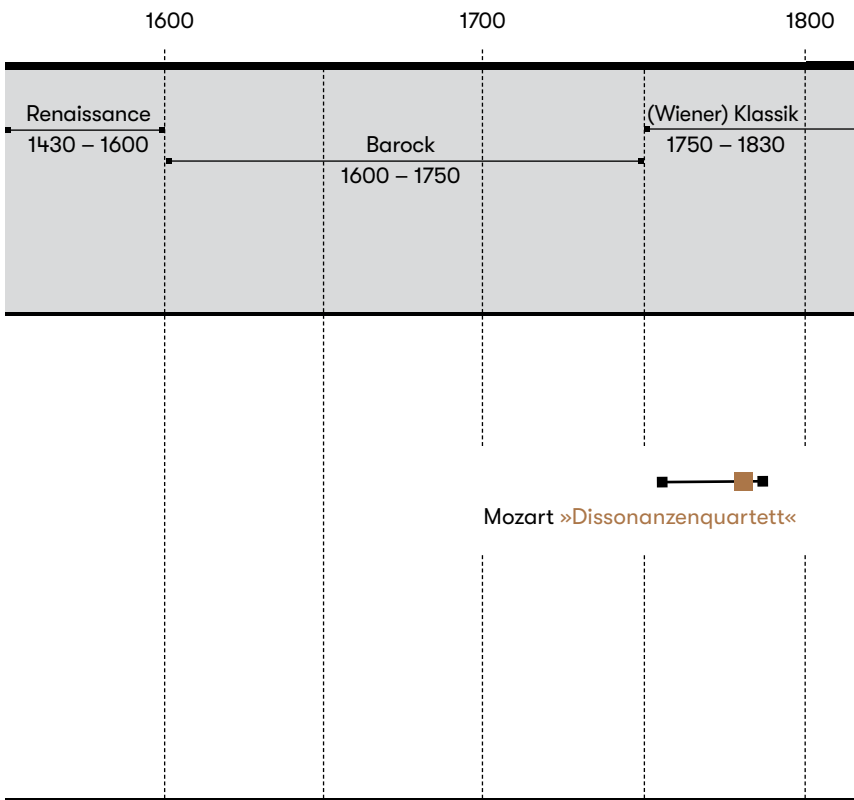 1600 1700 1800
Renaissance
1430 – 1600
Barock
1600 – 1750
(Wiener) Klassik
1750 – 1830
Mozart »Dissonanzenquartett«